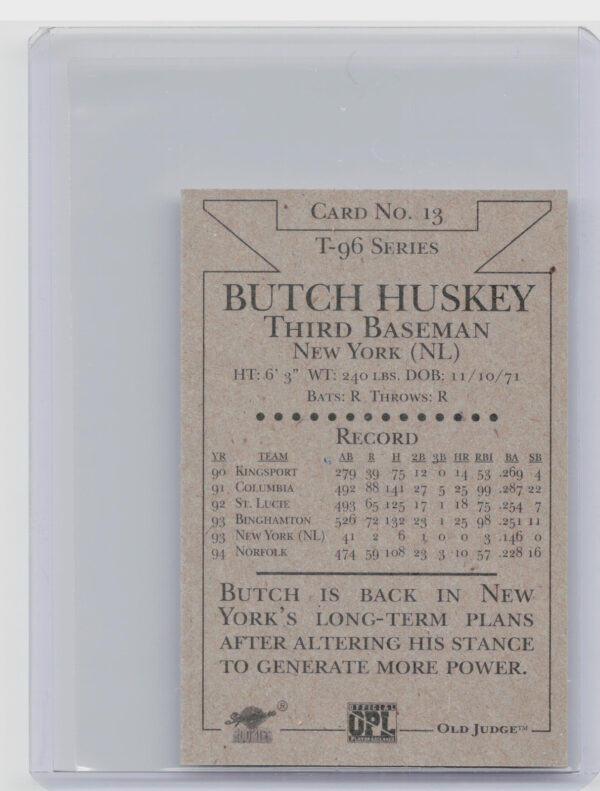 CARD NO. 13
T-96 SERIES
BUTCH HUSKEY
THIRD BASEMAN
NEW YORK (NL)
HT: 6' 3" WT: 240 LBS. DOB: 11/10/71
BATS: R THROWS: R
RECORD
YR TEAM AB R H 2B 3B HR RBI BA SB
90 KINGSPORT 279 39 75 12 0 14 53 .269 4
91 COLUMBIA 492 88 141 27 5 25 99 .287 22
92 ST. LUCIE 493 65 125 17 1 18 75 .254 7
93 BINGHAMTON 526 72 132 23 1 25 98 .251 11
93 NEW YORK (NL) 41 2 6 1 0 0 3 .146 0
94 NORFOLK 474 59 108 23 3 10 57 .228 16
BUTCH IS BACK IN NEW
YORK'S LONG-TERM PLANS
AFTER ALTERING HIS STANCE
TO GENERATE MORE POWER.
® OFFICIAL
OPL
OLD JUDGE™